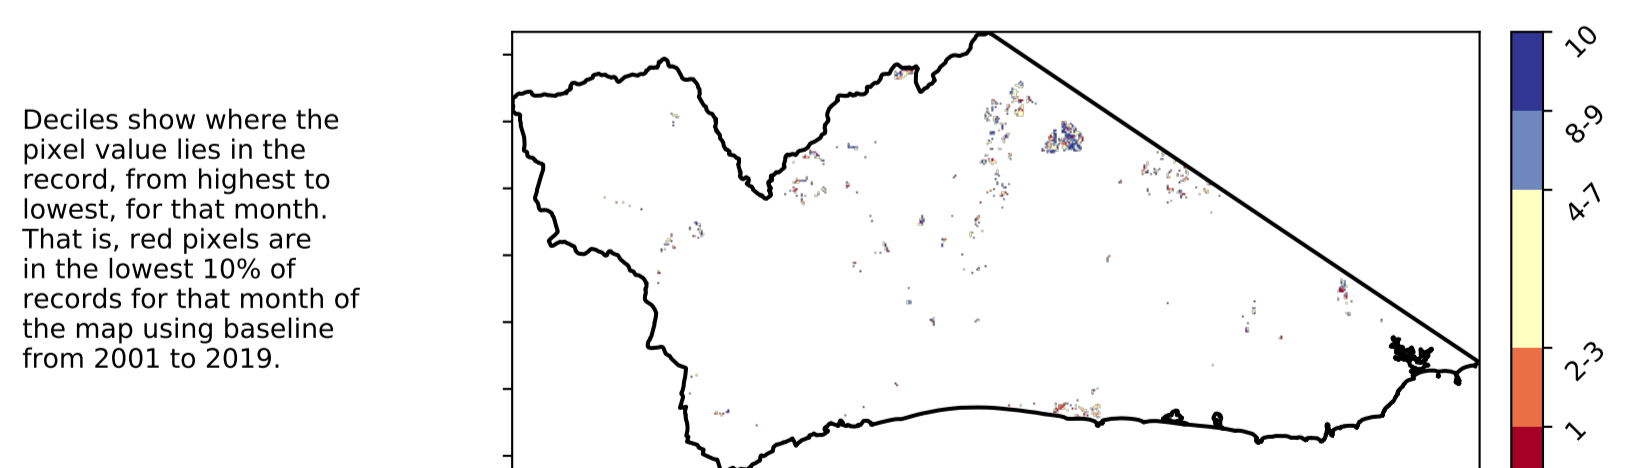 Deciles show where the
pixel value lies in the
record, from highest to
lowest, for that month.
That is, red pixels are
in the lowest 10% of
records for that month of
the map using baseline
from 2001 to 2019.
10
8-9
4-7
2-3
1